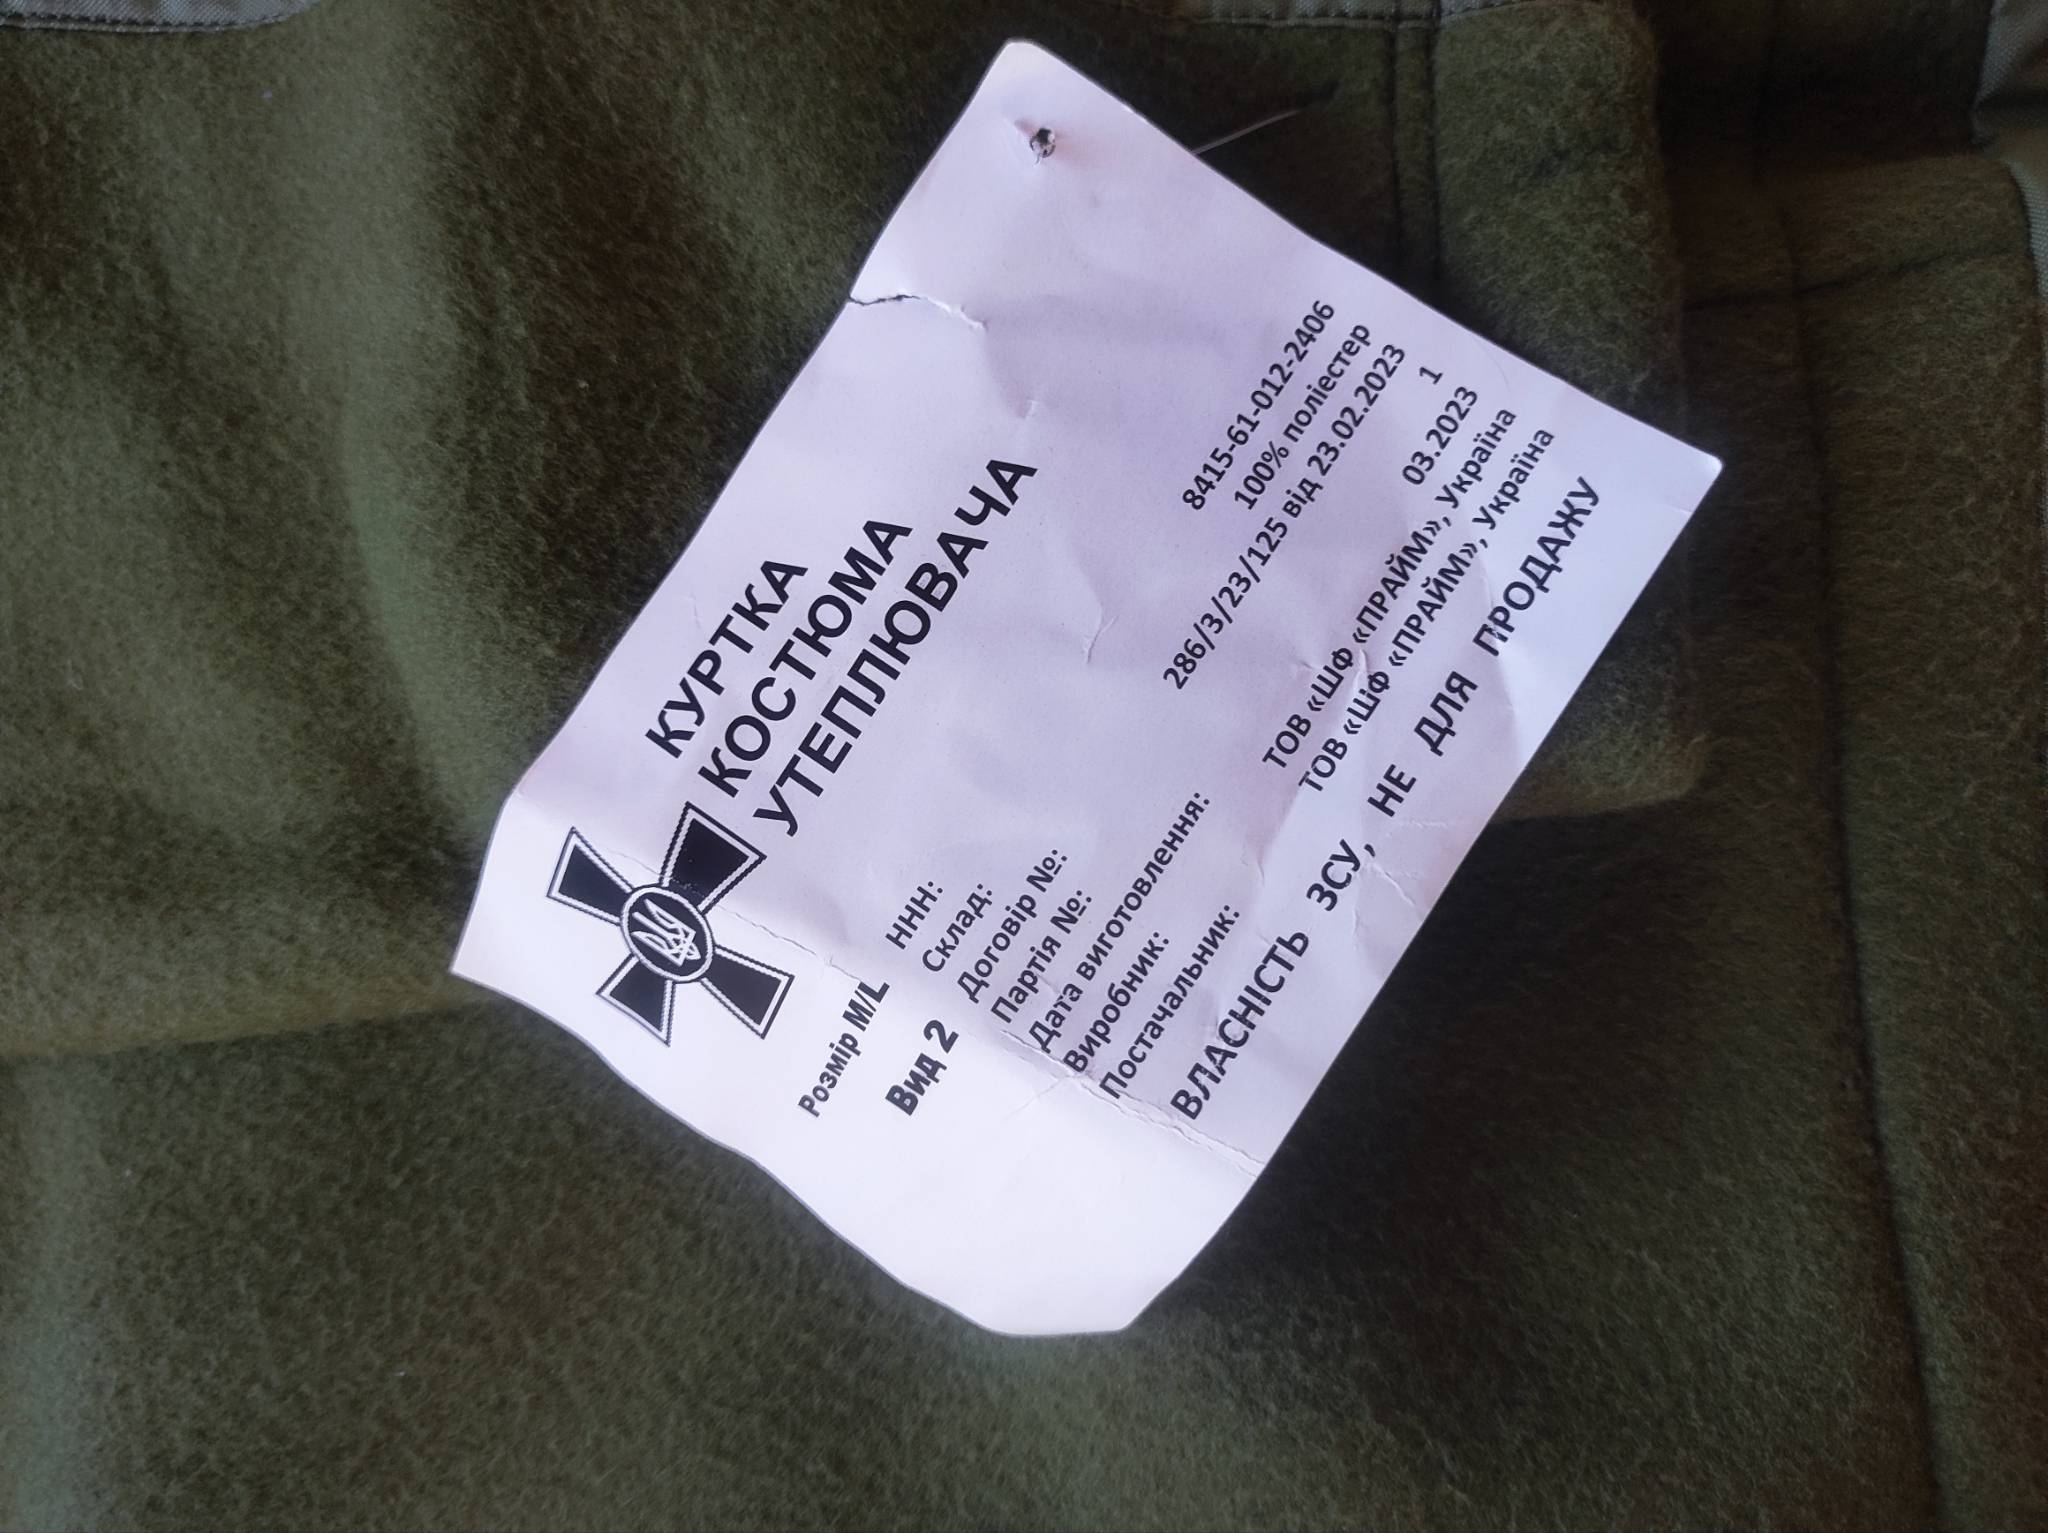 КУРТКА
КОСТЮМА
УТЕПЛЮВАЧА
Розмір M/L
Вид 2
ННН: 8415-61-012-2406
Склад: 100% поліестер
Договір №: 286/3/23/125 від 23.02.2023
Партія №: 1
Дата виготовлення: 03.2023
Виробник: ТОВ «ШФ «ПРАЙМ», Україна
Постачальник: ТОВ «ШФ «ПРАЙМ», Україна
ВЛАСНІСТЬ ЗСУ, НЕ ДЛЯ ПРОДАЖУ